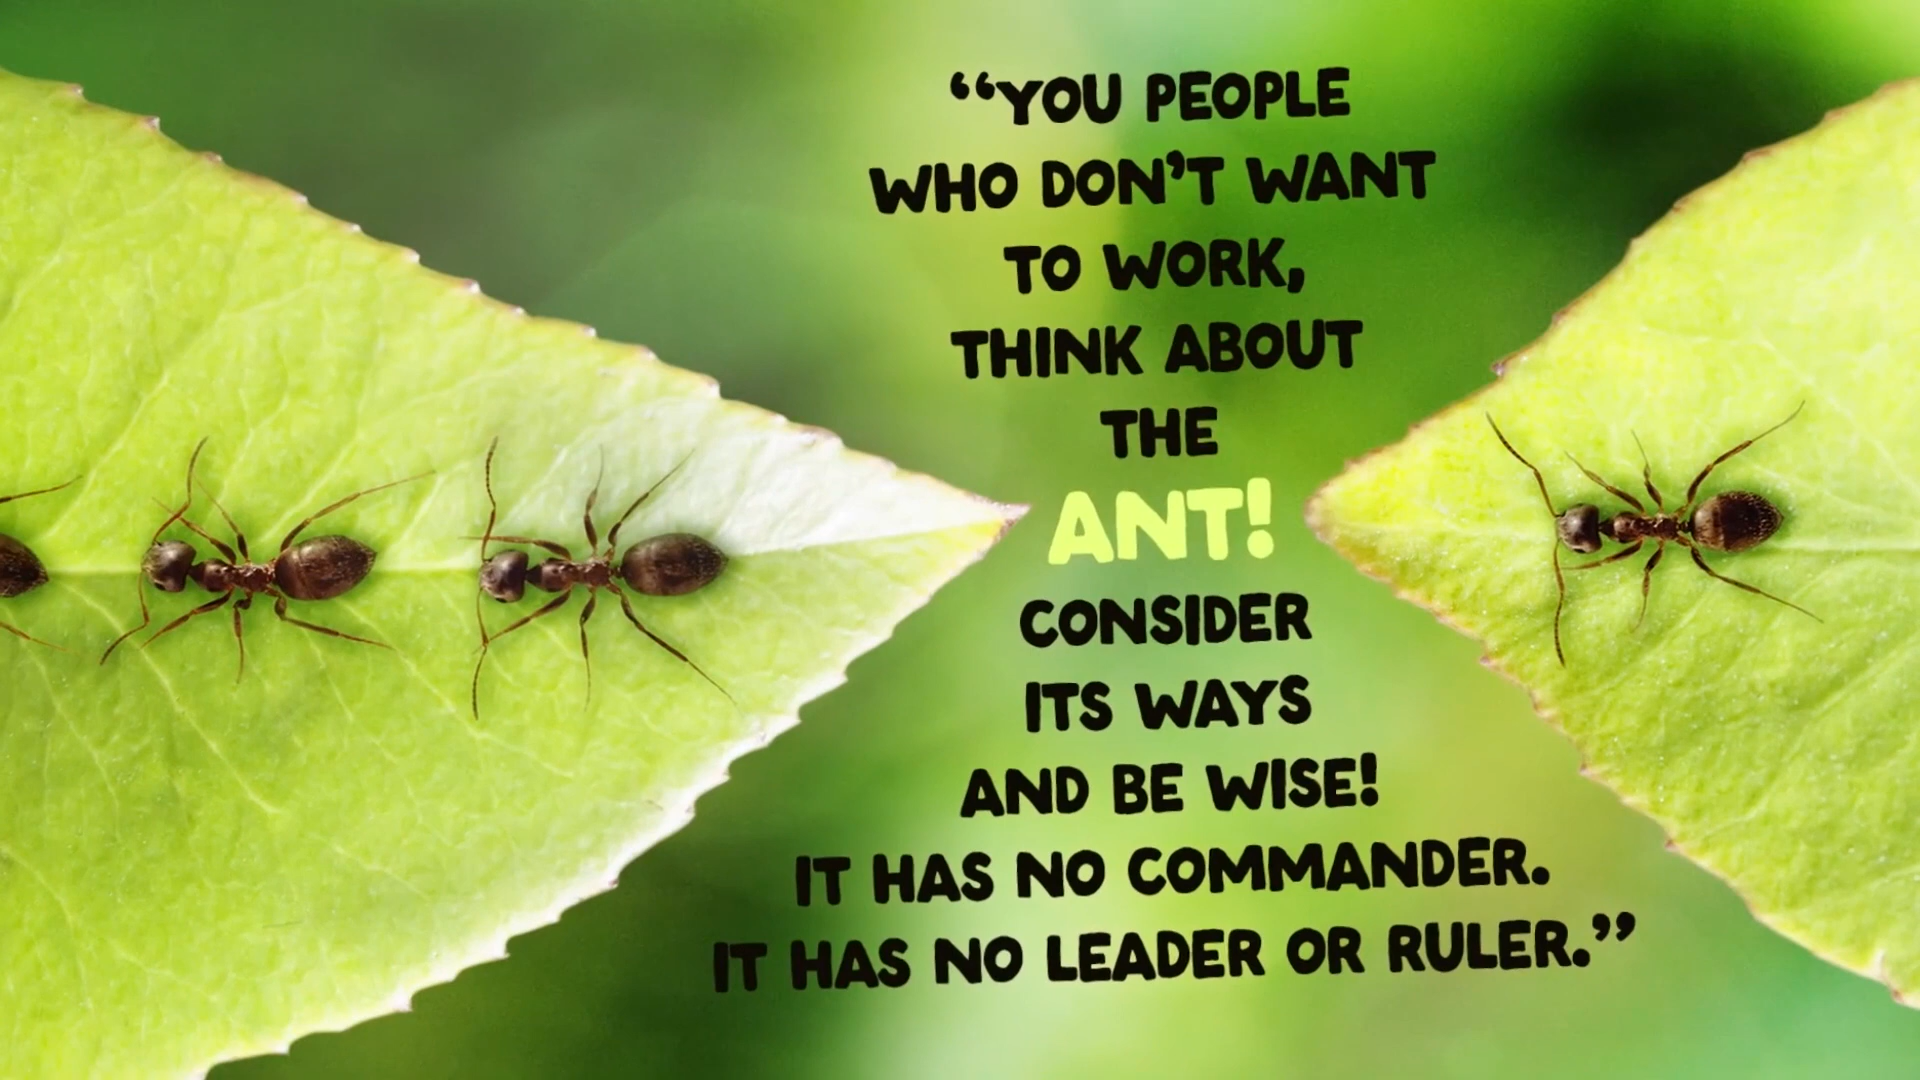 “YOU PEOPLE
WHO DON’T WANT
TO WORK,
THINK ABOUT
THE
ANT!
CONSIDER
ITS WAYS
AND BE WISE!
IT HAS NO COMMANDER.
IT HAS NO LEADER OR RULER.”